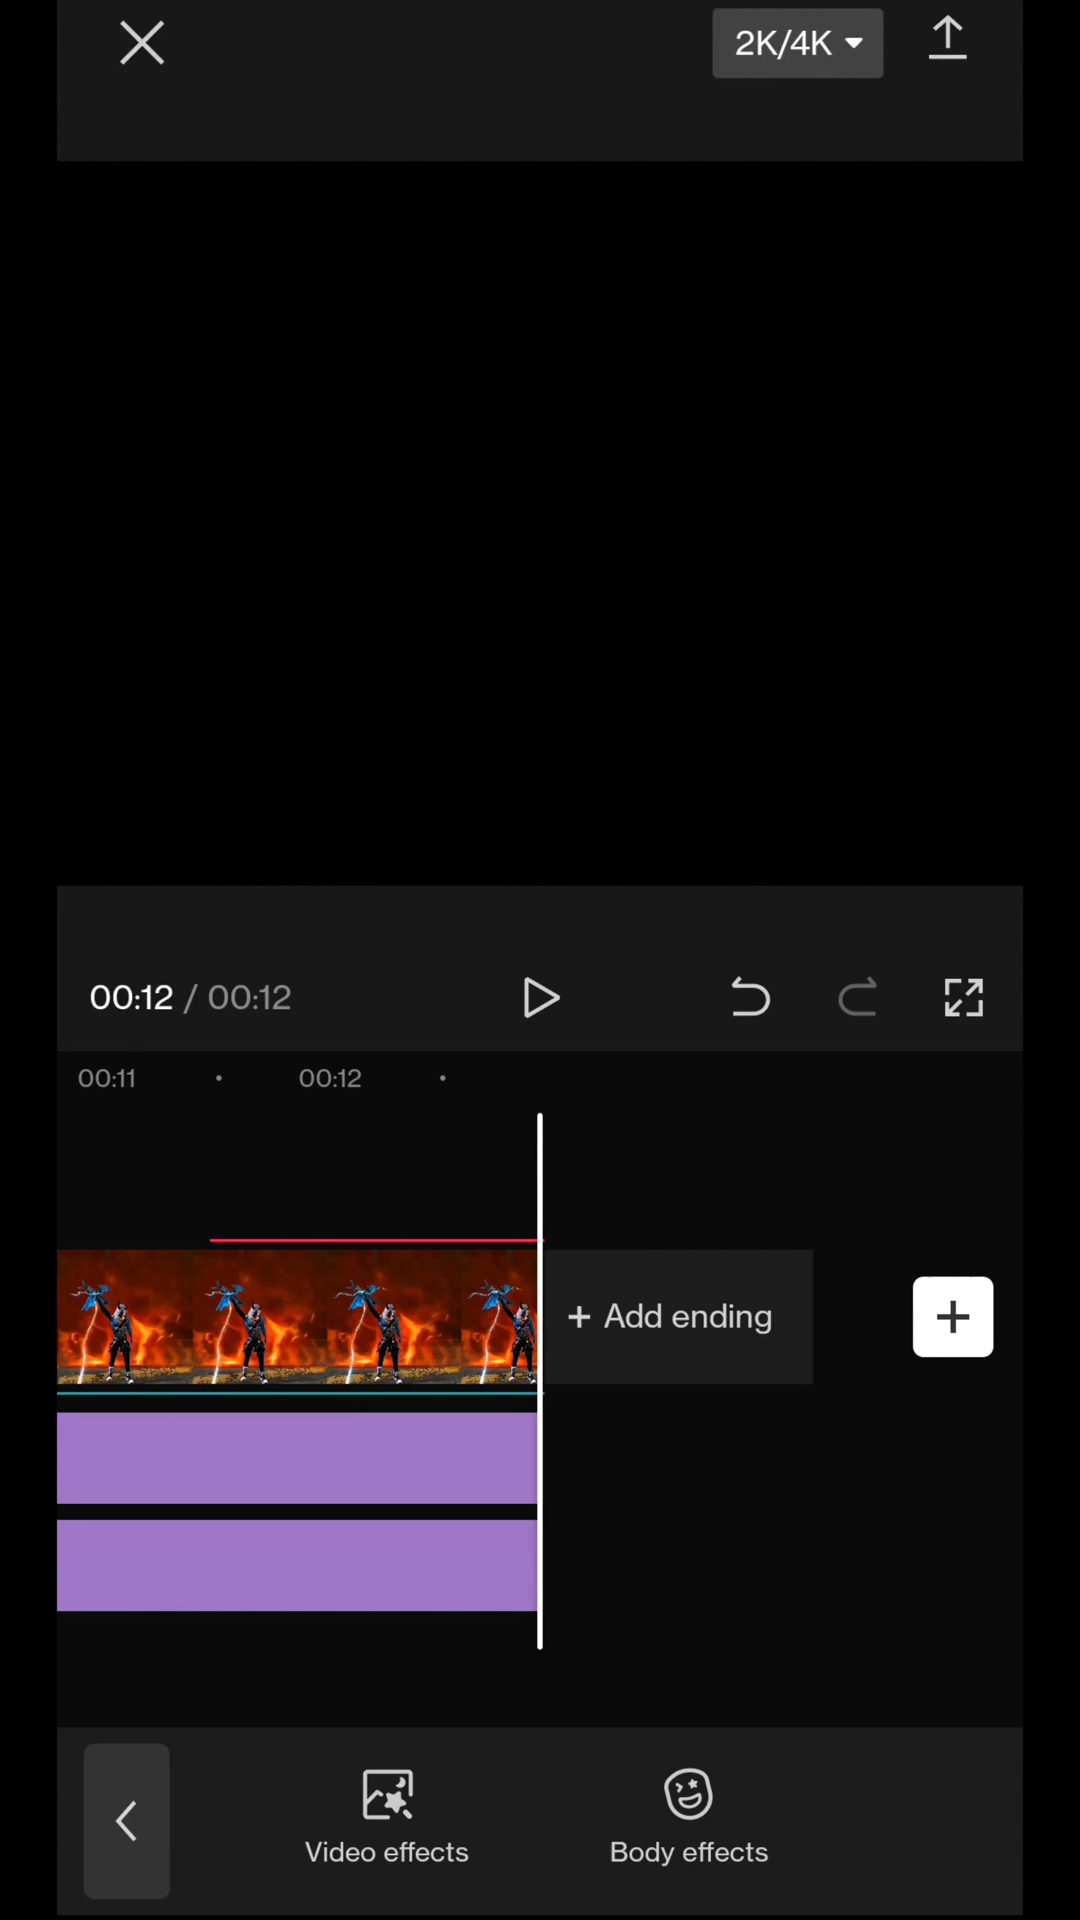 2K/4K
00:12 / 00:12
00:11 00:12
+ Add ending
Video effects Body effects